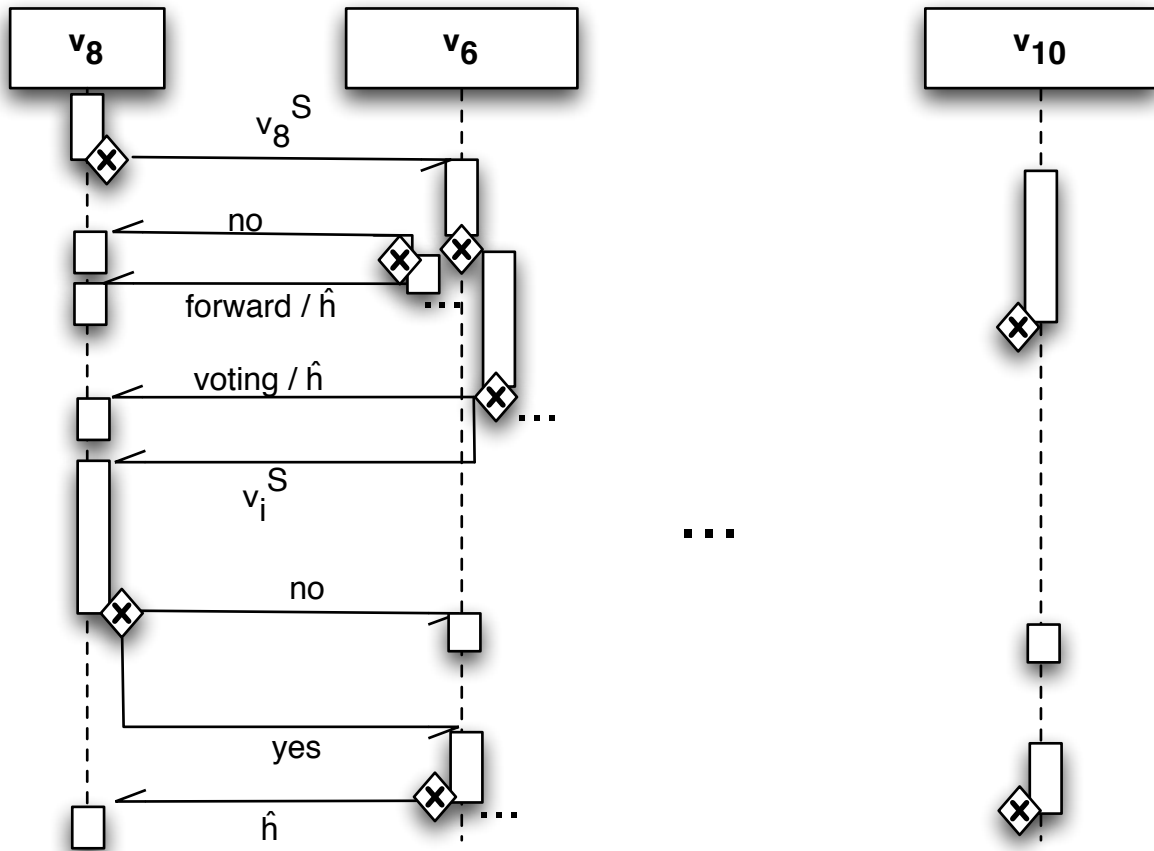 v8
v6
v10
v8S
no
forward / ĥ
...
voting / ĥ
...
viS
...
no
yes
ĥ
...